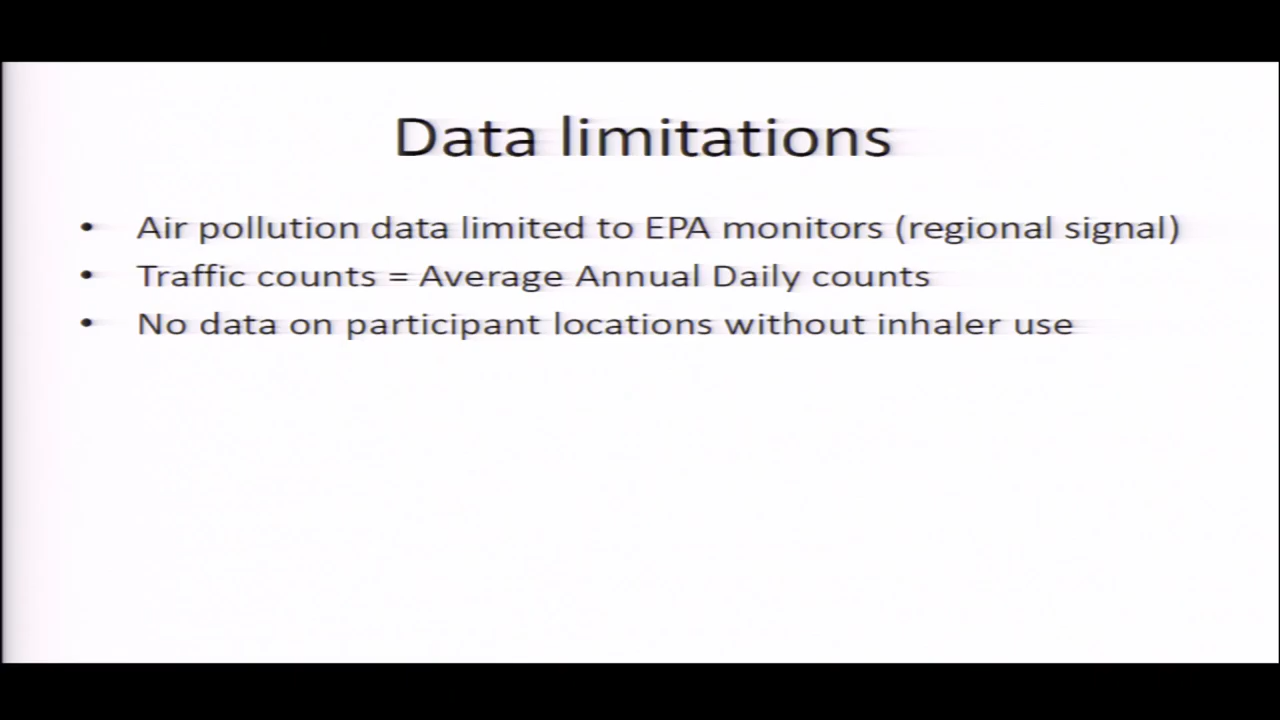 Data limitations
• Air pollution data limited to EPA monitors (regional signal)
• Traffic counts = Average Annual Daily counts
• No data on participant locations without inhaler use